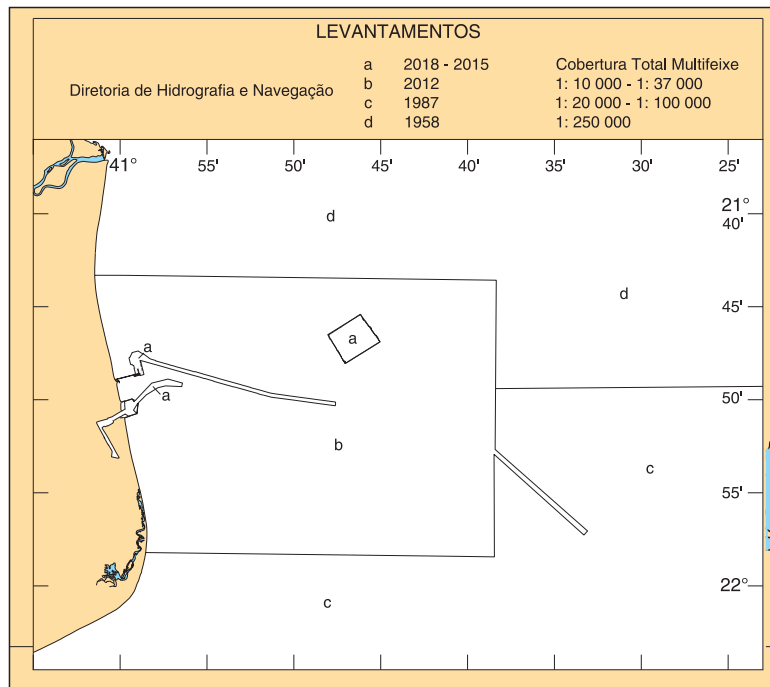 LEVANTAMENTOS
Diretoria de Hidrografia e Navegação
a 2018 - 2015 Cobertura Total Multifeixe
b 2012 1: 10 000 - 1: 37 000
c 1987 1: 20 000 - 1: 100 000
d 1958 1: 250 000
41° 55' 50' 45' 40' 35' 30' 25'
21°
40'
d
d
45'
a
a
a
50'
b
c
55'
22°
c